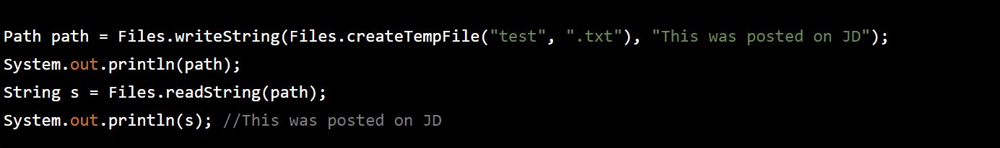 Path path = Files.writeString(Files.createTempFile("test", ".txt"), "This was posted on JD");
System.out.println(path);
String s = Files.readString(path);
System.out.println(s); //This was posted on JD